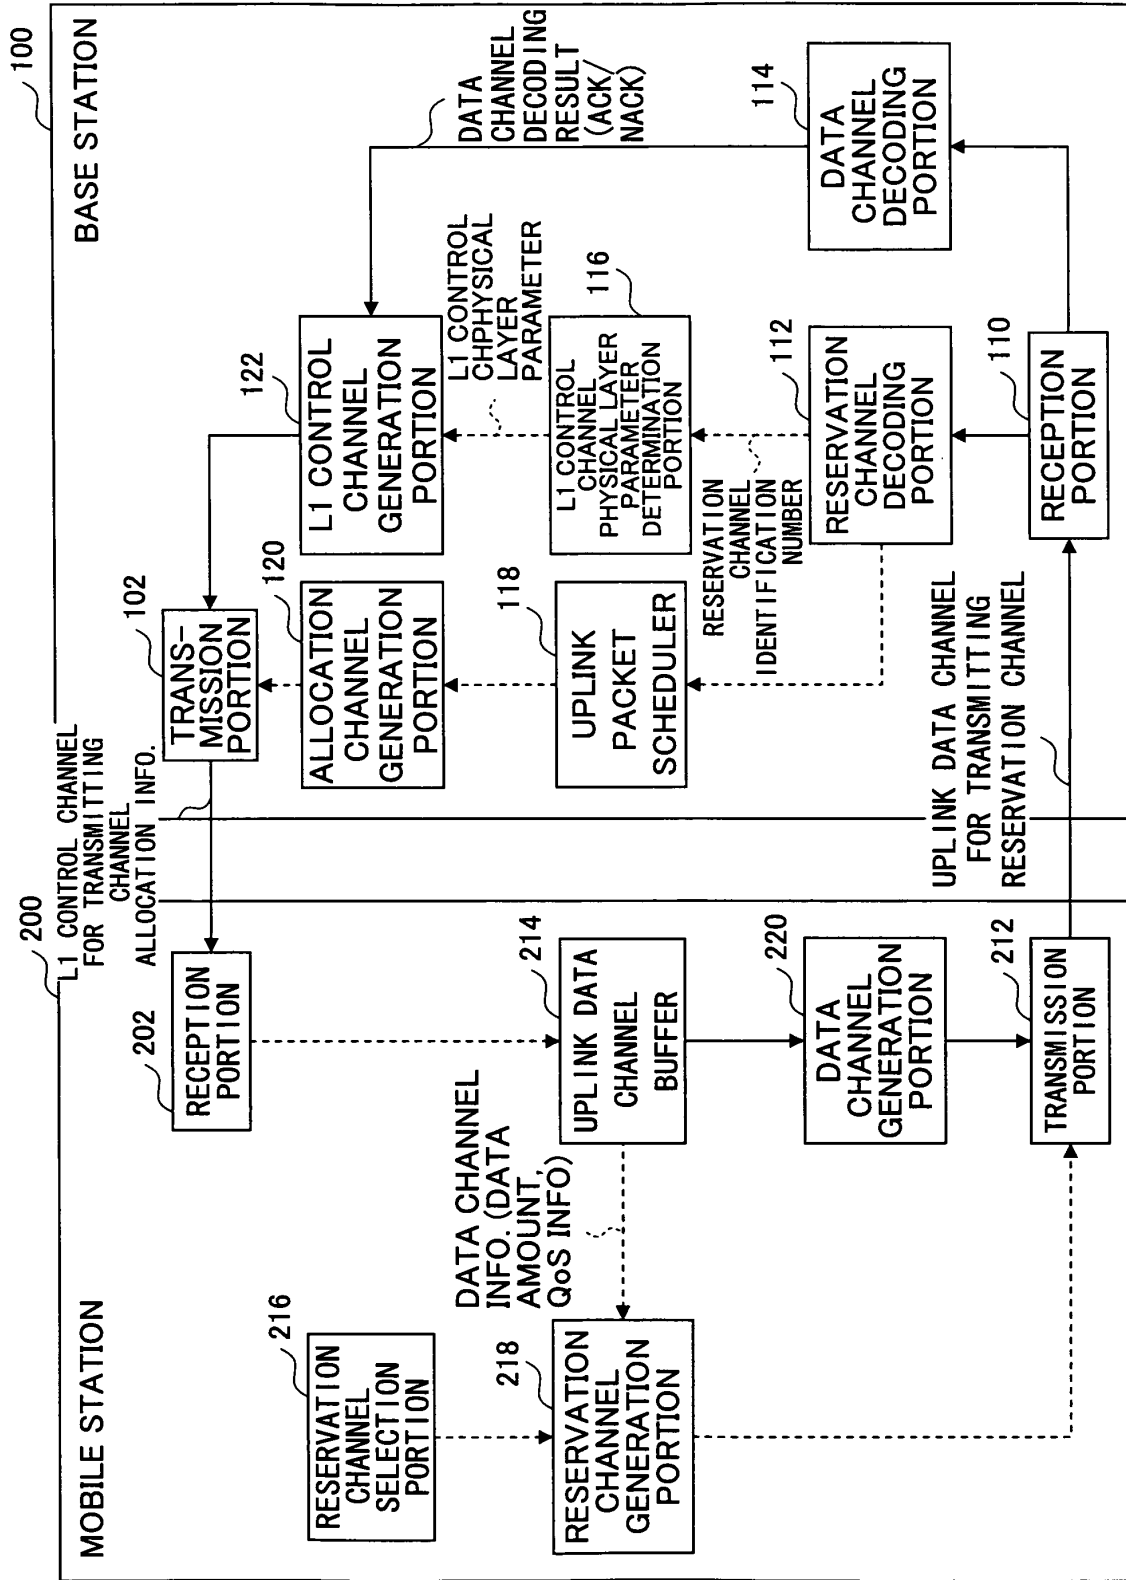 MOBILE STATION
200
L1 CONTROL CHANNEL
FOR TRANSMITTING
CHANNEL
ALLOCATION INFO.
100
BASE STATION
202
RECEPTION
PORTION
102
TRANS-
MISSION
PORTION
216
RESERVATION
CHANNEL
SELECTION
PORTION
120
ALLOCATION
CHANNEL
GENERATION
PORTION
122
L1 CONTROL
CHANNEL
GENERATION
PORTION
DATA
CHANNEL
DECODING
RESULT
(ACK/
NACK)
DATA CHANNEL
INFO. (DATA
AMOUNT,
QoS INFO)
L1 CONTROL
CHPHYSICAL
LAYER
PARAMETER
218
RESERVATION
CHANNEL
GENERATION
PORTION
214
UPLINK DATA
CHANNEL
BUFFER
118
UPLINK
PACKET
SCHEDULER
116
L1 CONTROL
CHANNEL
PHYSICAL LAYER
PARAMETER
DETERMINATION
PORTION
RESERVATION
CHANNEL
IDENTIFICATION
NUMBER
220
DATA
CHANNEL
GENERATION
PORTION
112
RESERVATION
CHANNEL
DECODING
PORTION
114
DATA
CHANNEL
DECODING
PORTION
UPLINK DATA CHANNEL
FOR TRANSMITTING
RESERVATION CHANNEL
212
TRANSMISSION
PORTION
110
RECEPTION
PORTION